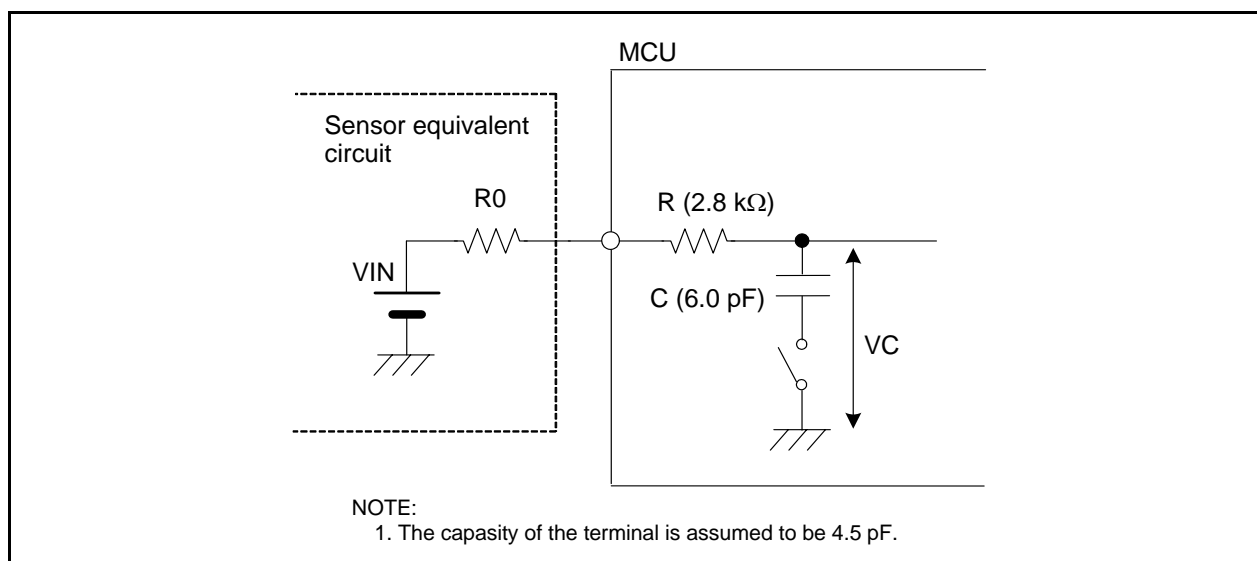 MCU
Sensor equivalent
circuit
R0
R (2.8 kΩ)
VIN
C (6.0 pF)
VC
NOTE:
1. The capasity of the terminal is assumed to be 4.5 pF.